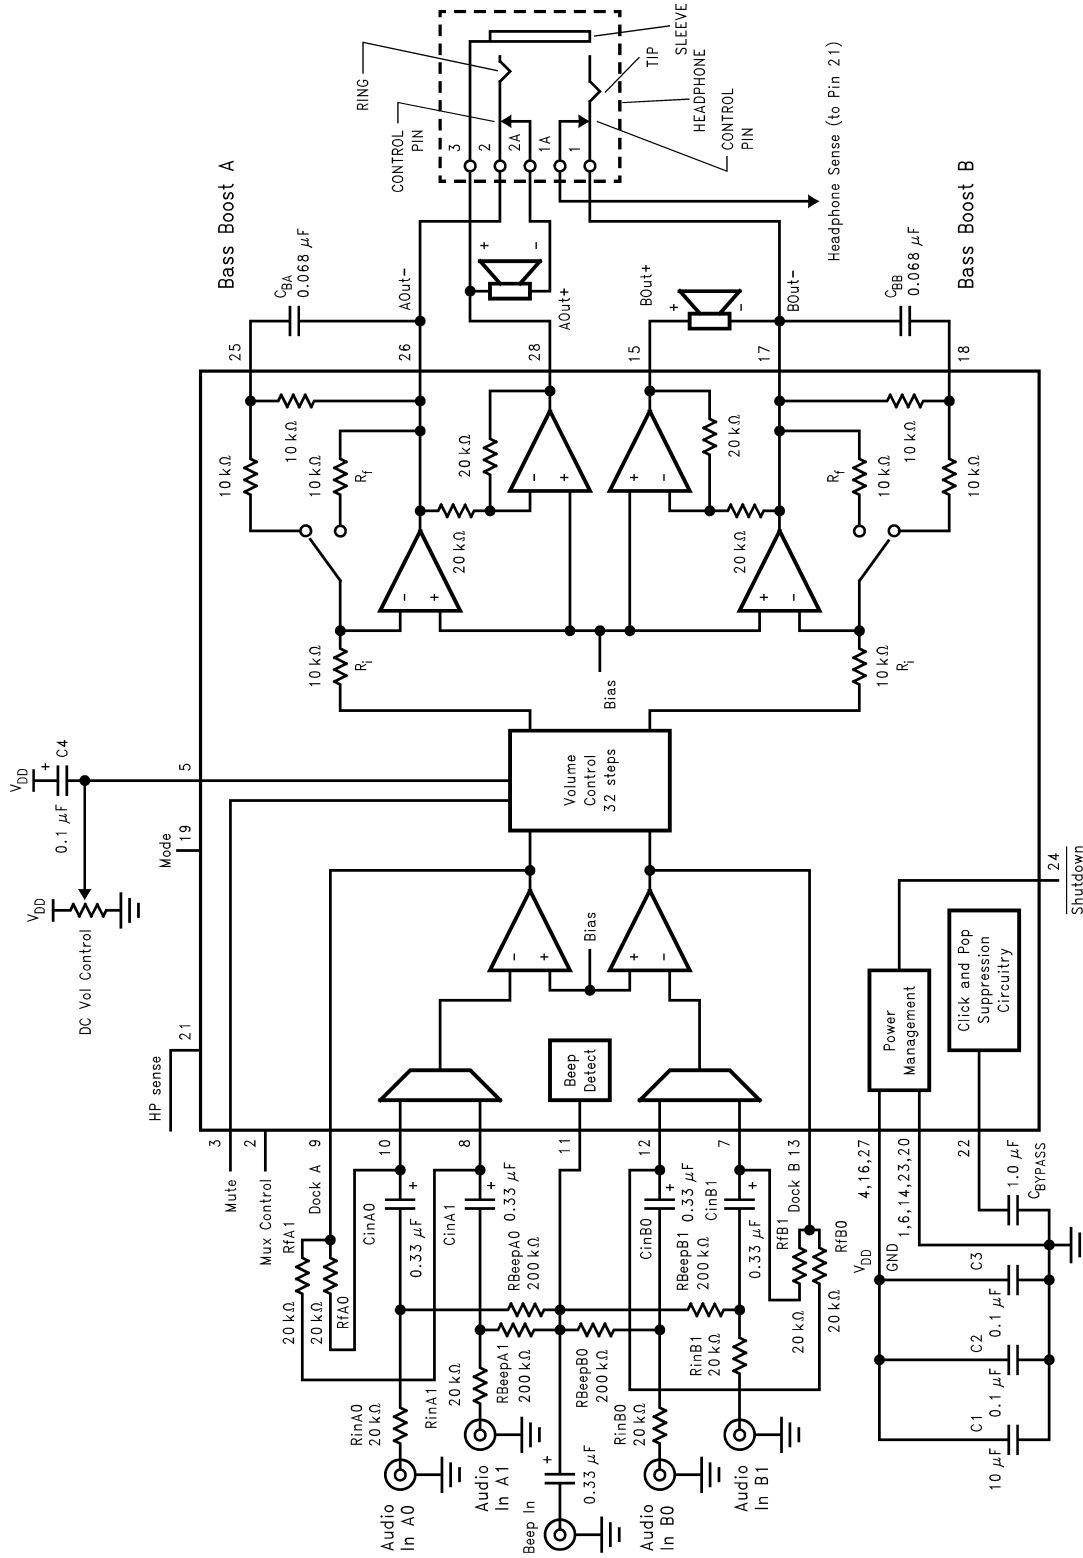 SLEEVE
TIP
HEADPHONE
CONTROL
PIN
RING
CONTROL
PIN
3
2
2A
1A
1
Headphone Sense (to Pin 21)
Bass Boost A
CBA
0.068 μF
AOut-
+
-
AOut+
BOut+
+
-
BOut-
CBB
0.068 μF
Bass Boost B
25
26
28
15
17
18
10 kΩ
10 kΩ
10 kΩ
Rf
20 kΩ
20 kΩ
-
+
-
+
20 kΩ
20 kΩ
+
-
+
-
Rf
10 kΩ
10 kΩ
10 kΩ
10 kΩ
Ri
Bias
10 kΩ
Ri
VDD
+
C4
0.1 μF
5
Mode
19
VDD
DC Vol Control
21
HP sense
Volume
Control
32 steps
-
+
Bias
+
-
Beep
Detect
Power
Management
Click and Pop
Suppression
Circuitry
24
Shutdown
3
2
9
10
8
11
12
7
13
4,16,27
1,6,14,23,20
22
Mute
Mux Control
Dock A
RfA1
20 kΩ
20 kΩ
RfA0
CinA0
+
0.33 μF
CinA1
+
0.33 μF
RBeepA0
200 kΩ
CinB0
+
0.33 μF
RBeepB1
200 kΩ
CinB1
+
0.33 μF
Dock B
RfB1
RfB0
20 kΩ
20 kΩ
VDD
GND
1.0 μF
CBYPASS
C3
0.1 μF
C2
0.1 μF
C1
10 μF
RinA0
20 kΩ
RinA1
20 kΩ
RBeepA1
200 kΩ
RBeepB0
200 kΩ
RinB0
20 kΩ
RinB1
20 kΩ
Audio
In A0
Audio
In A1
Beep In
+
0.33 μF
Audio
In B0
Audio
In B1